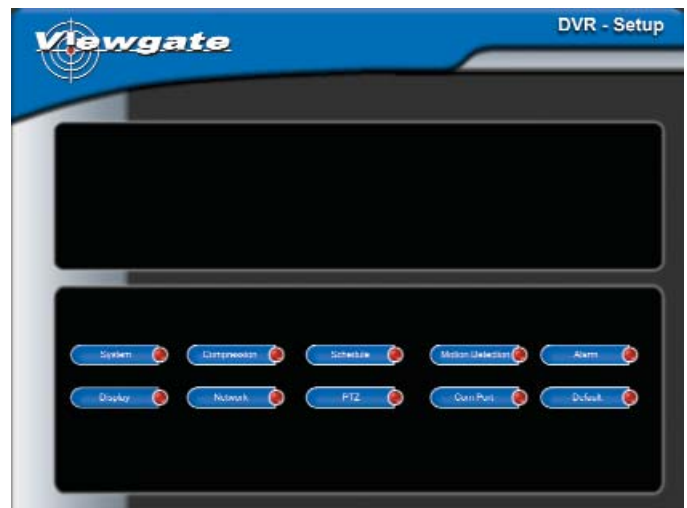 Viewgate
DVR - Setup
System Compression Schedule Motion Detection Alarm
Display Network PTZ Com Port Default